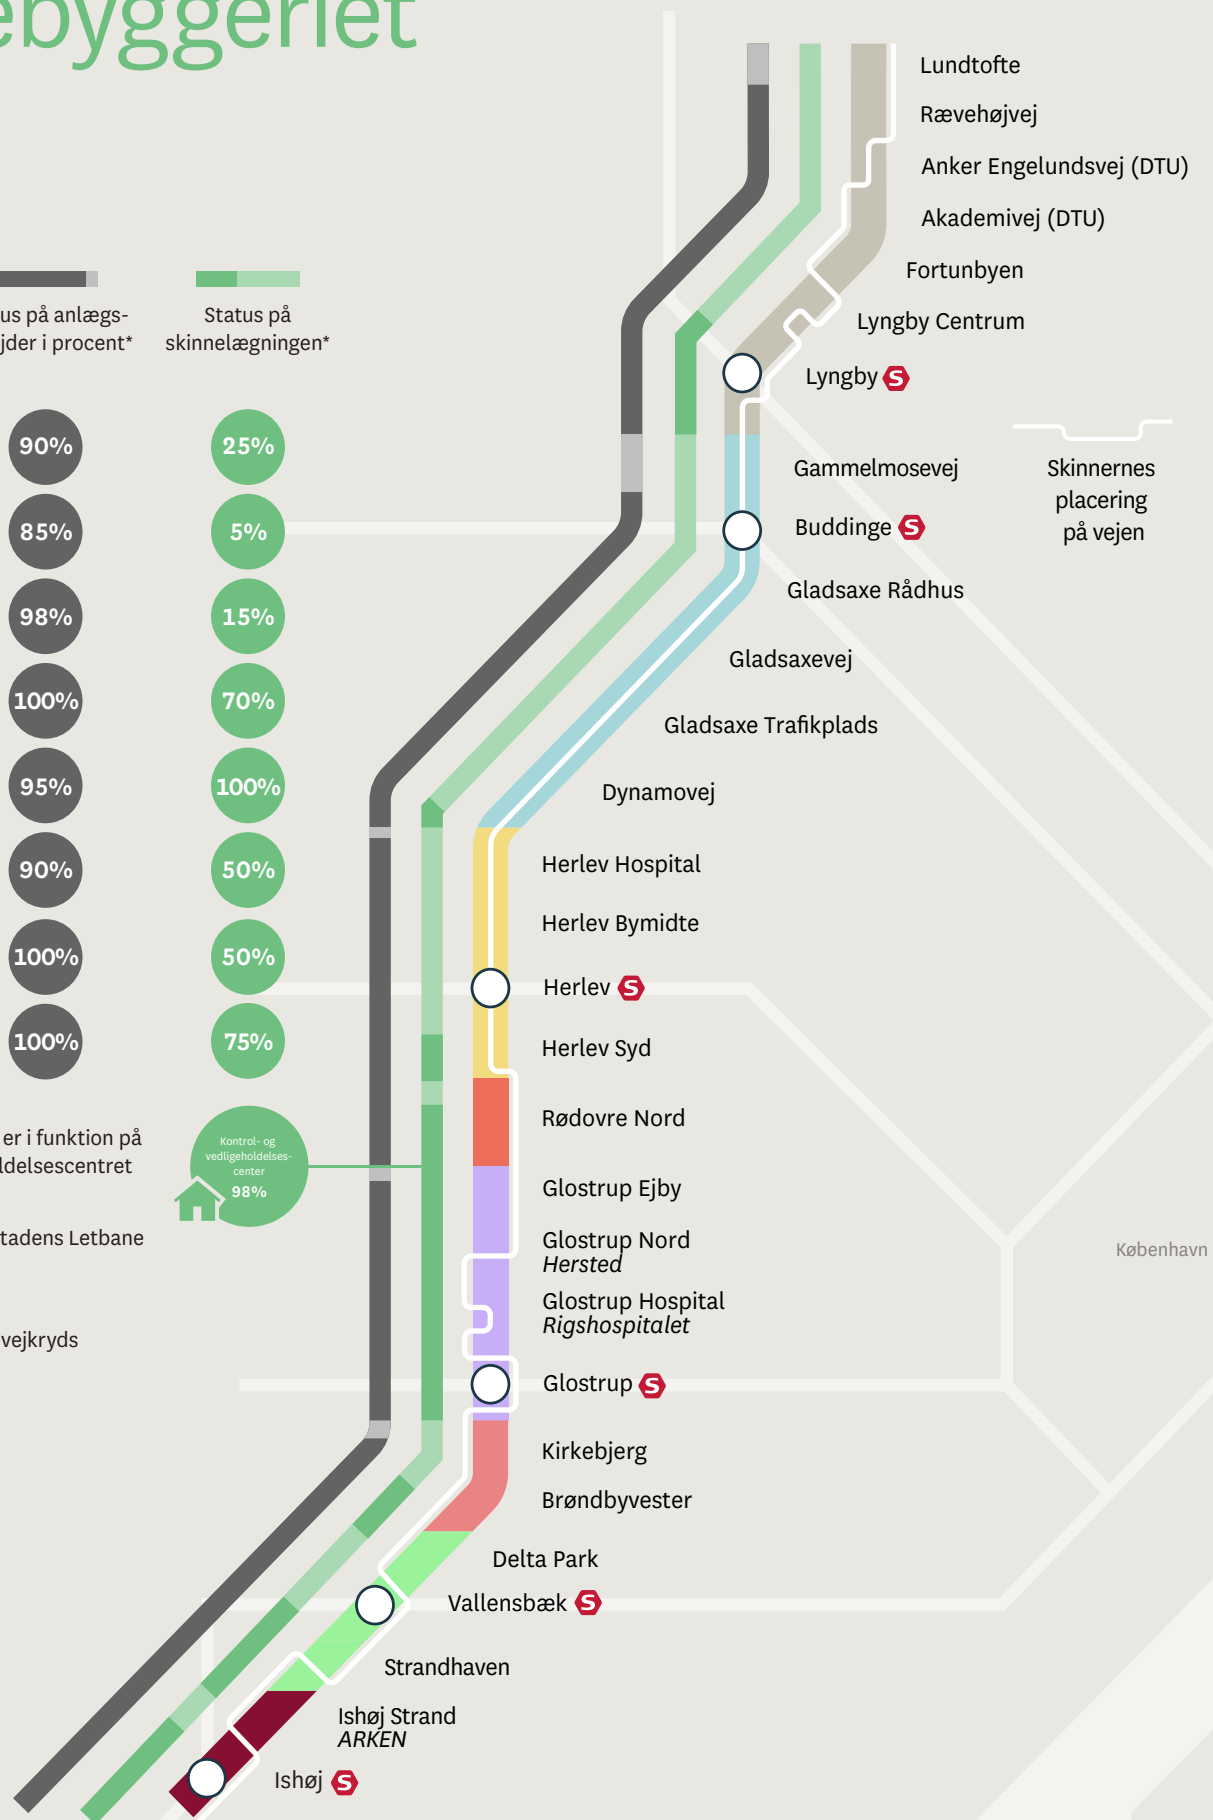 ebyggeriet
us på anlægs-
jder i procent*
Status på
skinnelægningen*
90%
25%
85%
5%
98%
15%
100%
70%
95%
100%
90%
50%
100%
50%
100%
75%
er i funktion på
ldelsescentret
Kontrol- og
vedligeholdelses-
center
98%
tadens Letbane
vejkryds
Lundtofte
Rævehøjvej
Anker Engelundsvej (DTU)
Akademivej (DTU)
Fortunbyen
Lyngby Centrum
Lyngby S
Gammelmosevej
Buddinge S
Gladsaxe Rådhus
Gladsaxevej
Gladsaxe Trafikplads
Dynamovej
Herlev Hospital
Herlev Bymidte
Herlev S
Herlev Syd
Rødovre Nord
Glostrup Ejby
Glostrup Nord
Hersted
Glostrup Hospital
Rigshospitalet
Glostrup S
Kirkebjerg
Brøndbyvester
Delta Park
Vallensbæk S
Strandhaven
Ishøj Strand
ARKEN
Ishøj S
Skinnernes
placering
på vejen
København